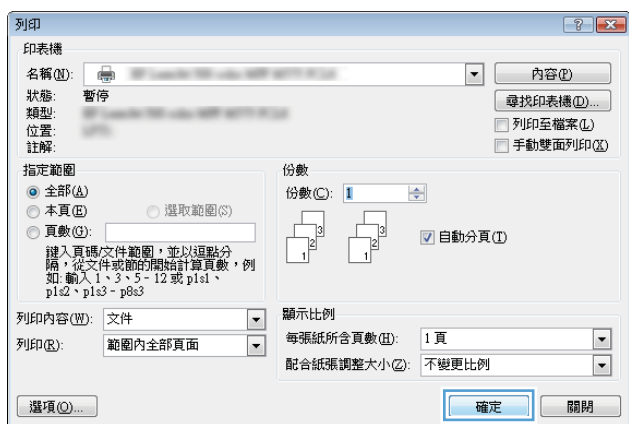 列印
印表機
名稱(N):
內容(P)
狀態: 暫停
尋找印表機(D)...
類型:
位置:
列印至檔案(L)
註解:
手動雙面列印(X)
指定範圍
全部(A)
本頁(E) 選取範圍(S)
頁數(G):
鍵入頁碼/文件範圍,並以逗點分
隔,從文件或節的開始計算頁數,例
如: 輸入 1、3、5 - 12 或 p1s1、
p1s2、p1s3 - p8s3
份數
份數(C): 1
1 2 3 1 2 3
自動分頁(T)
列印內容(W): 文件
列印(R): 範圍內全部頁面
顯示比例
每張紙所含頁數(H): 1 頁
配合紙張調整大小(Z): 不變更比例
選項(O)...
確定 關閉